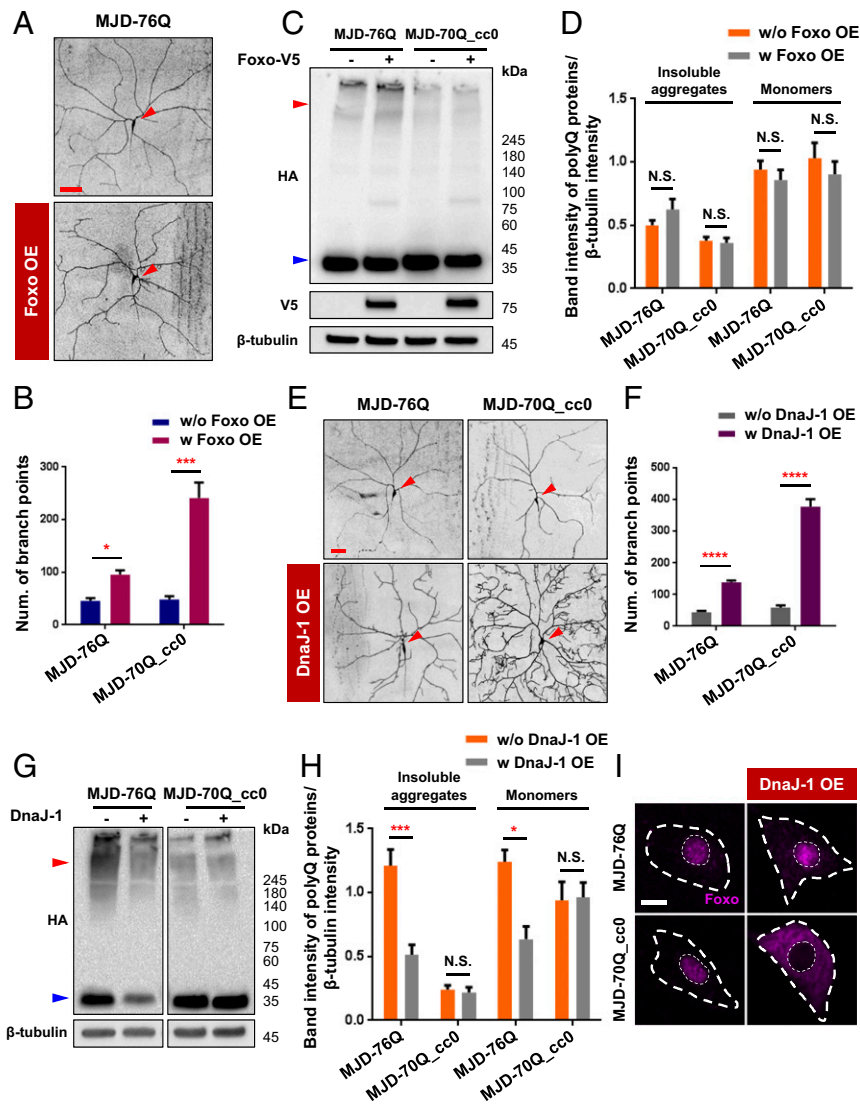 A
MJD-76Q
Foxo OE
B
w/o Foxo OE
w Foxo OE
Num. of branch points
300
200
100
0
*
***
MJD-76Q
MJD-70Q_cc0
C
MJD-76Q MJD-70Q_cc0
Foxo-V5 - + - +
kDa
HA
245
180
140
100
75
60
45
35
V5
75
β-tubulin
45
D
w/o Foxo OE
w Foxo OE
Insoluble
aggregates
Monomers
Band intensity of polyQ proteins/
β-tubulin intensity
1.5
1.0
0.5
0.0
N.S.
N.S.
N.S.
N.S.
MJD-76Q
MJD-70Q_cc0
MJD-76Q
MJD-70Q_cc0
E
MJD-76Q MJD-70Q_cc0
DnaJ-1 OE
F
w/o DnaJ-1 OE
w DnaJ-1 OE
Num. of branch points
500
400
300
200
100
0
****
****
MJD-76Q
MJD-70Q_cc0
G
MJD-76Q MJD-70Q_cc0
DnaJ-1 - + - +
kDa
HA
245
180
140
100
75
60
45
35
β-tubulin
45
H
w/o DnaJ-1 OE
w DnaJ-1 OE
Insoluble
aggregates
Monomers
Band intensity of polyQ proteins/
β-tubulin intensity
1.5
1.0
0.5
0.0
***
N.S.
*
N.S.
MJD-76Q
MJD-70Q_cc0
MJD-76Q
MJD-70Q_cc0
I
DnaJ-1 OE
MJD-76Q
Foxo
MJD-70Q_cc0